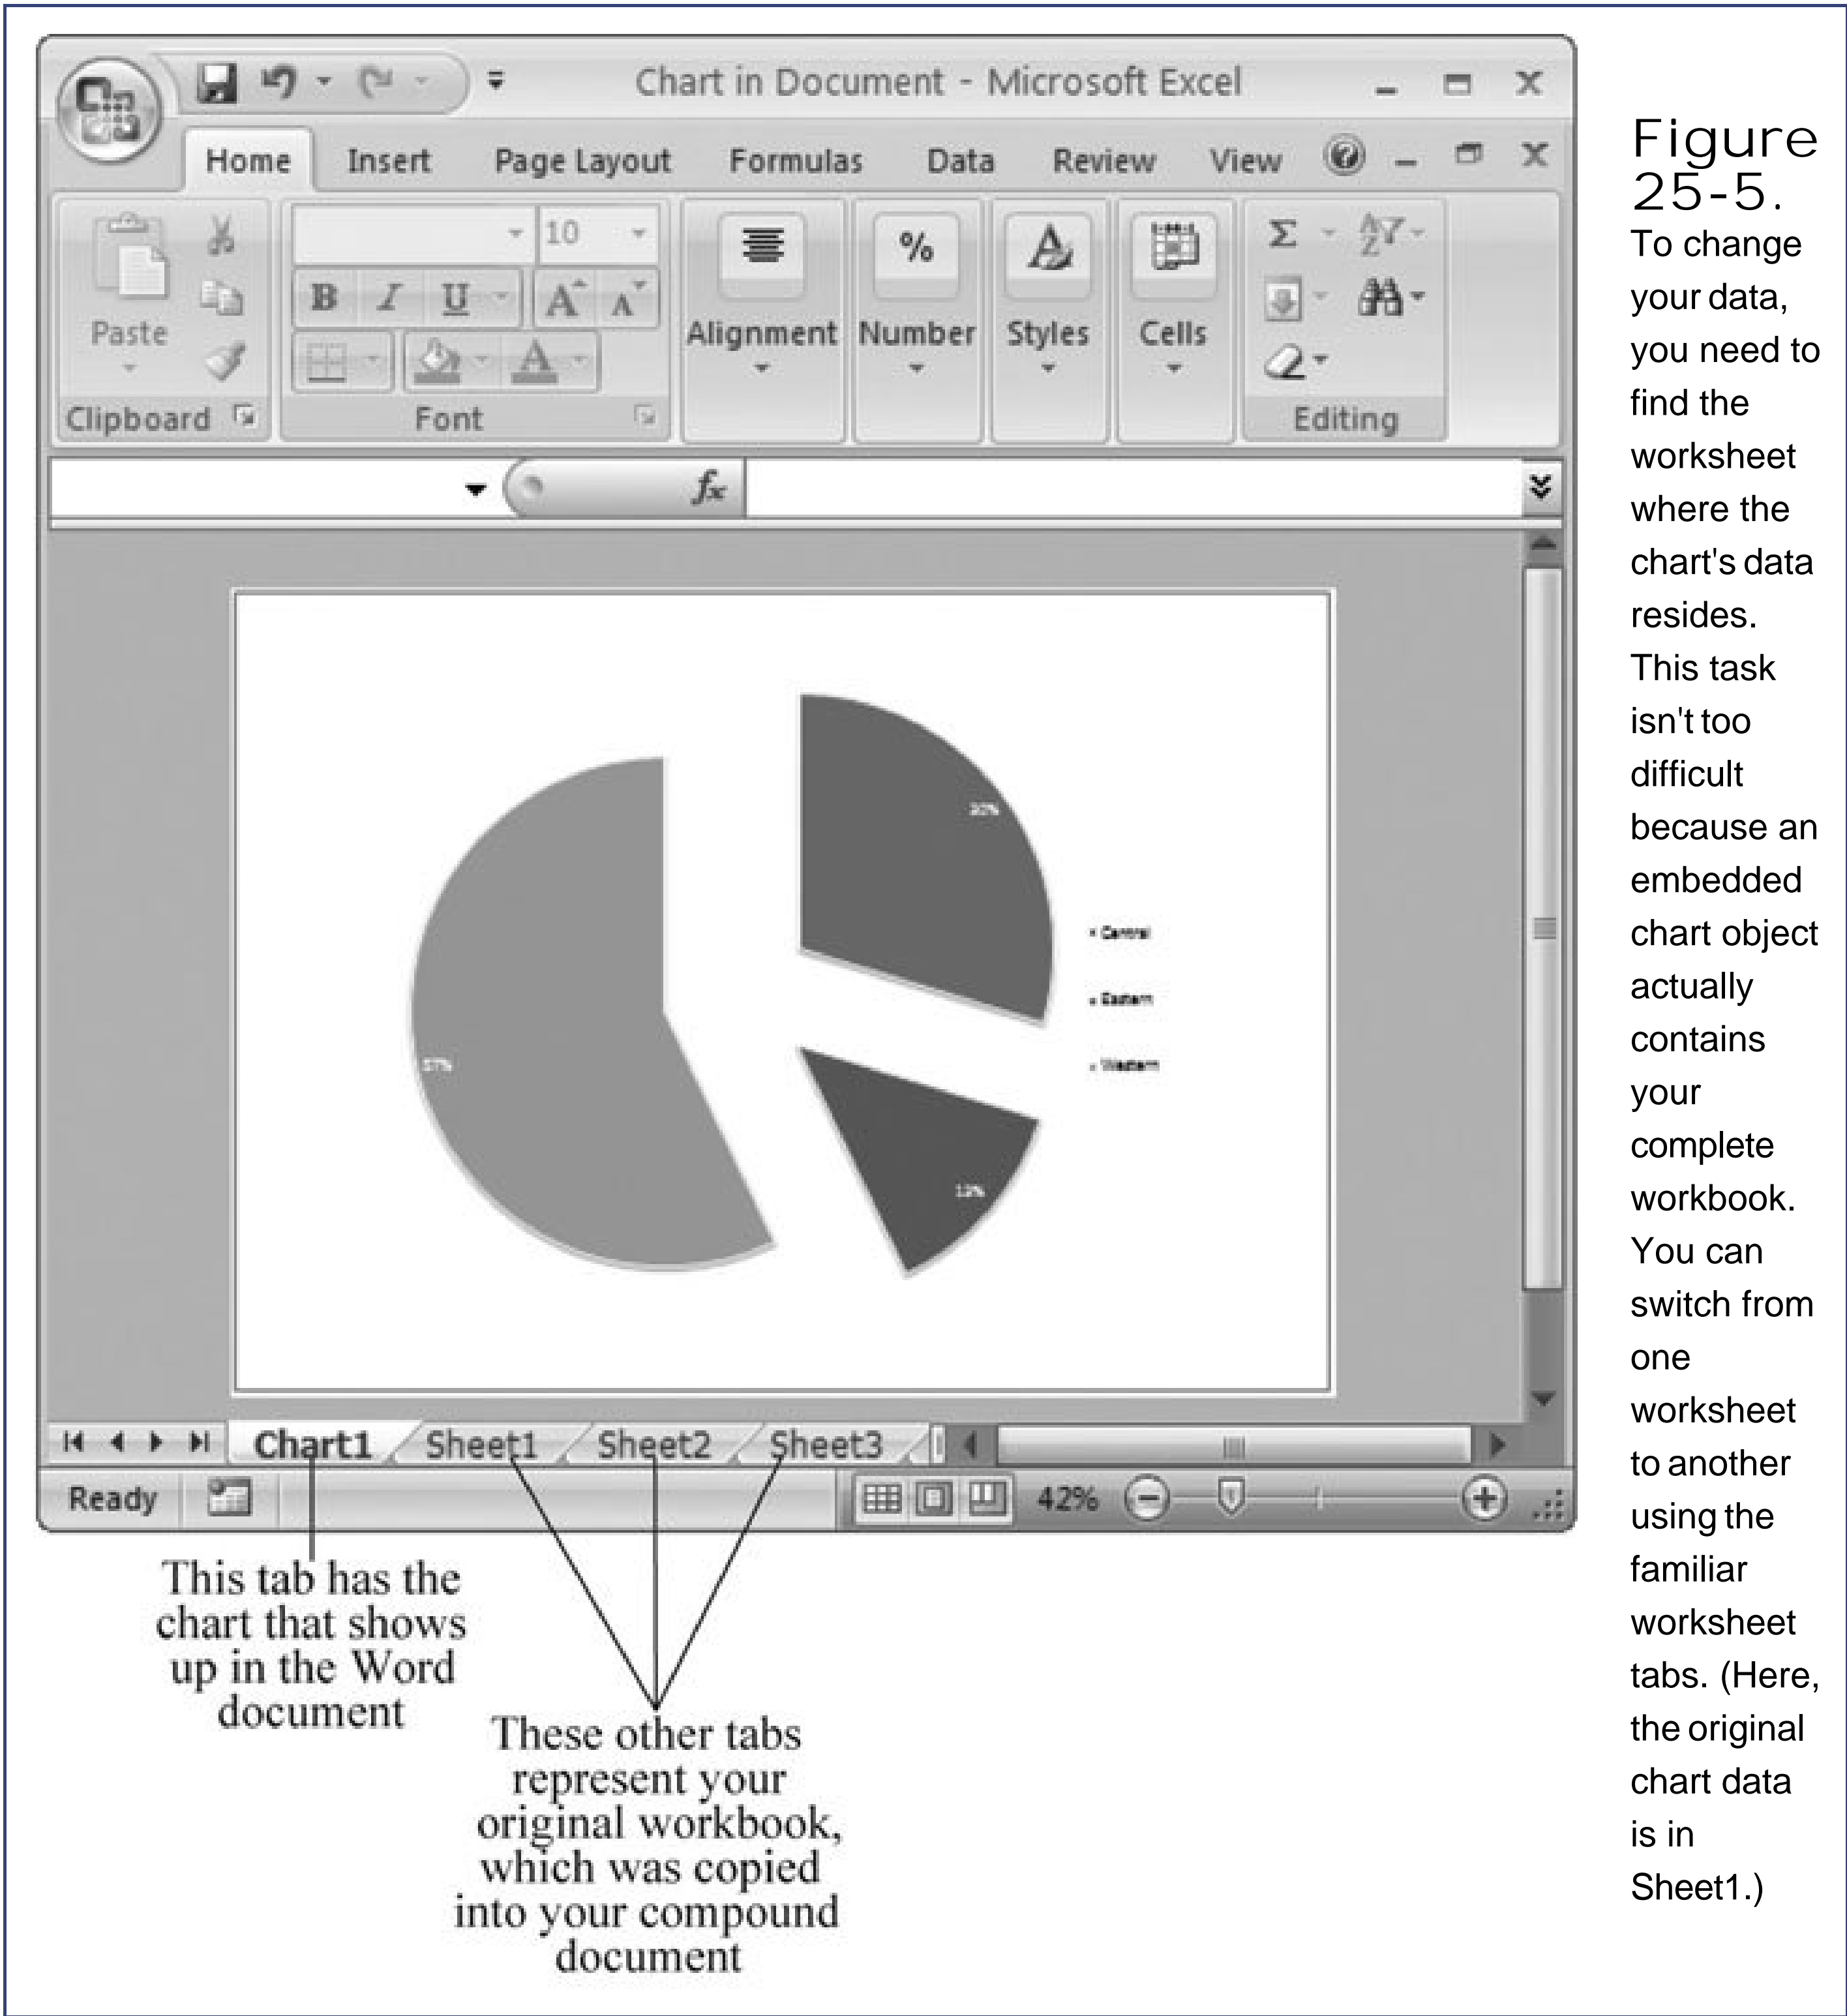 Chart in Document - Microsoft Excel
Home Insert Page Layout Formulas Data Review View
Paste
Clipboard
10
B I U A A
A
Font
Alignment
%
Number
Styles
Cells
Σ
Editing
fx
Central
Eastern
Western
57%
Chart1 Sheet1 Sheet2 Sheet3
Ready 42%
This tab has the
chart that shows
up in the Word
document
These other tabs
represent your
original workbook,
which was copied
into your compound
document
Figure
25-5.
To change
your data,
you need to
find the
worksheet
where the
chart's data
resides.
This task
isn't too
difficult
because an
embedded
chart object
actually
contains
your
complete
workbook.
You can
switch from
one
worksheet
to another
using the
familiar
worksheet
tabs. (Here,
the original
chart data
is in
Sheet1.)